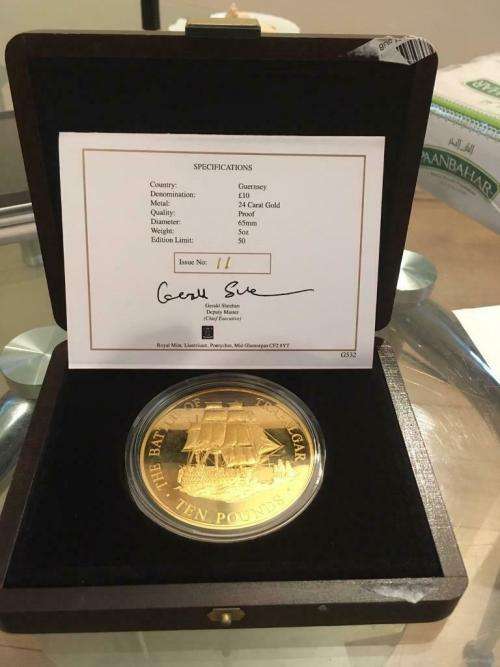 SPECIFICATIONS
Country: Guernsey
Denomination: £10
Metal: 24 Carat Gold
Quality: Proof
Diameter: 65mm
Weight: 5oz
Edition Limit: 50
Issue No: 11
Gerald Sheehan
Deputy Master
(Chief Executive)
Royal Mint, Llantrisant, Pontyclun, Mid Glamorgan CF7 8YT
G532
THE BATTLE OF TRAFALGAR
· TEN POUNDS ·
PAANBAHAR